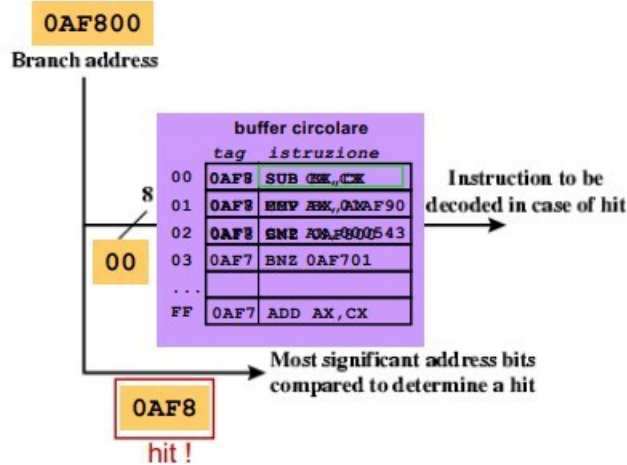 0AF800
Branch address
buffer circolare
tag istruzione
8
00 SUB CX
01
02
03 0AF7 BNZ 0AF701
...
FF 0AF7 ADD AX,CX
Instruction to be
decoded in case of hit
00
Most significant address bits
compared to determine a hit
0AF8
hit !